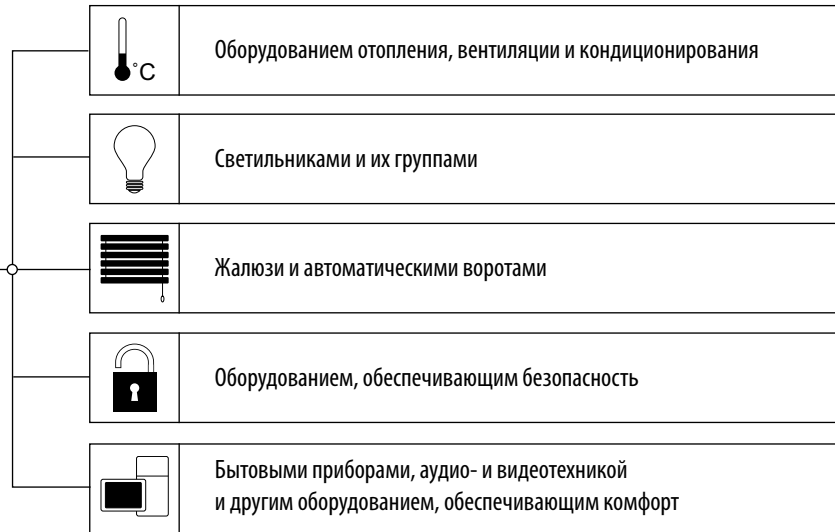 °C
Оборудованием отопления, вентиляции и кондиционирования
Светильниками и их группами
Жалюзи и автоматическими воротами
Оборудованием, обеспечивающим безопасность
Бытовыми приборами, аудио- и видеотехникой
и другим оборудованием, обеспечивающим комфорт